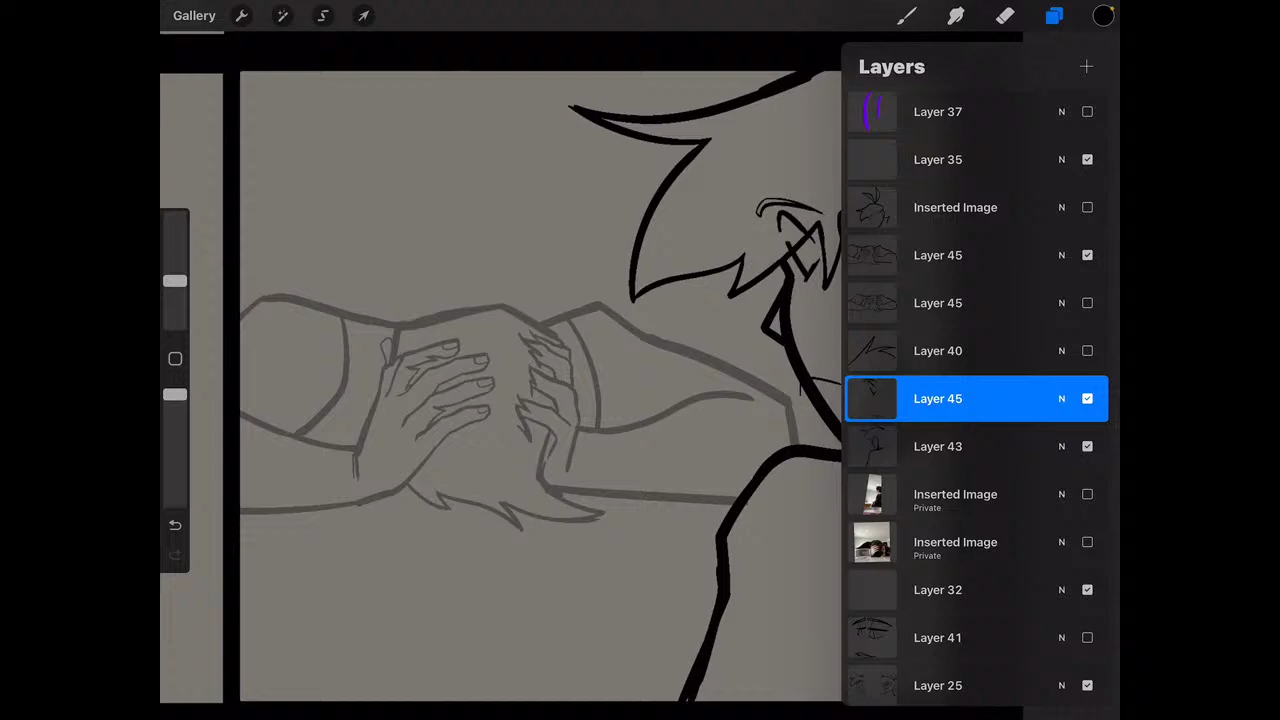 Gallery
Layers
Layer 37 N
Layer 35 N
Inserted Image N
Layer 45 N
Layer 45 N
Layer 40 N
Layer 45 N
Layer 43 N
Inserted Image N
Private
Inserted Image N
Private
Layer 32 N
Layer 41 N
Layer 25 N